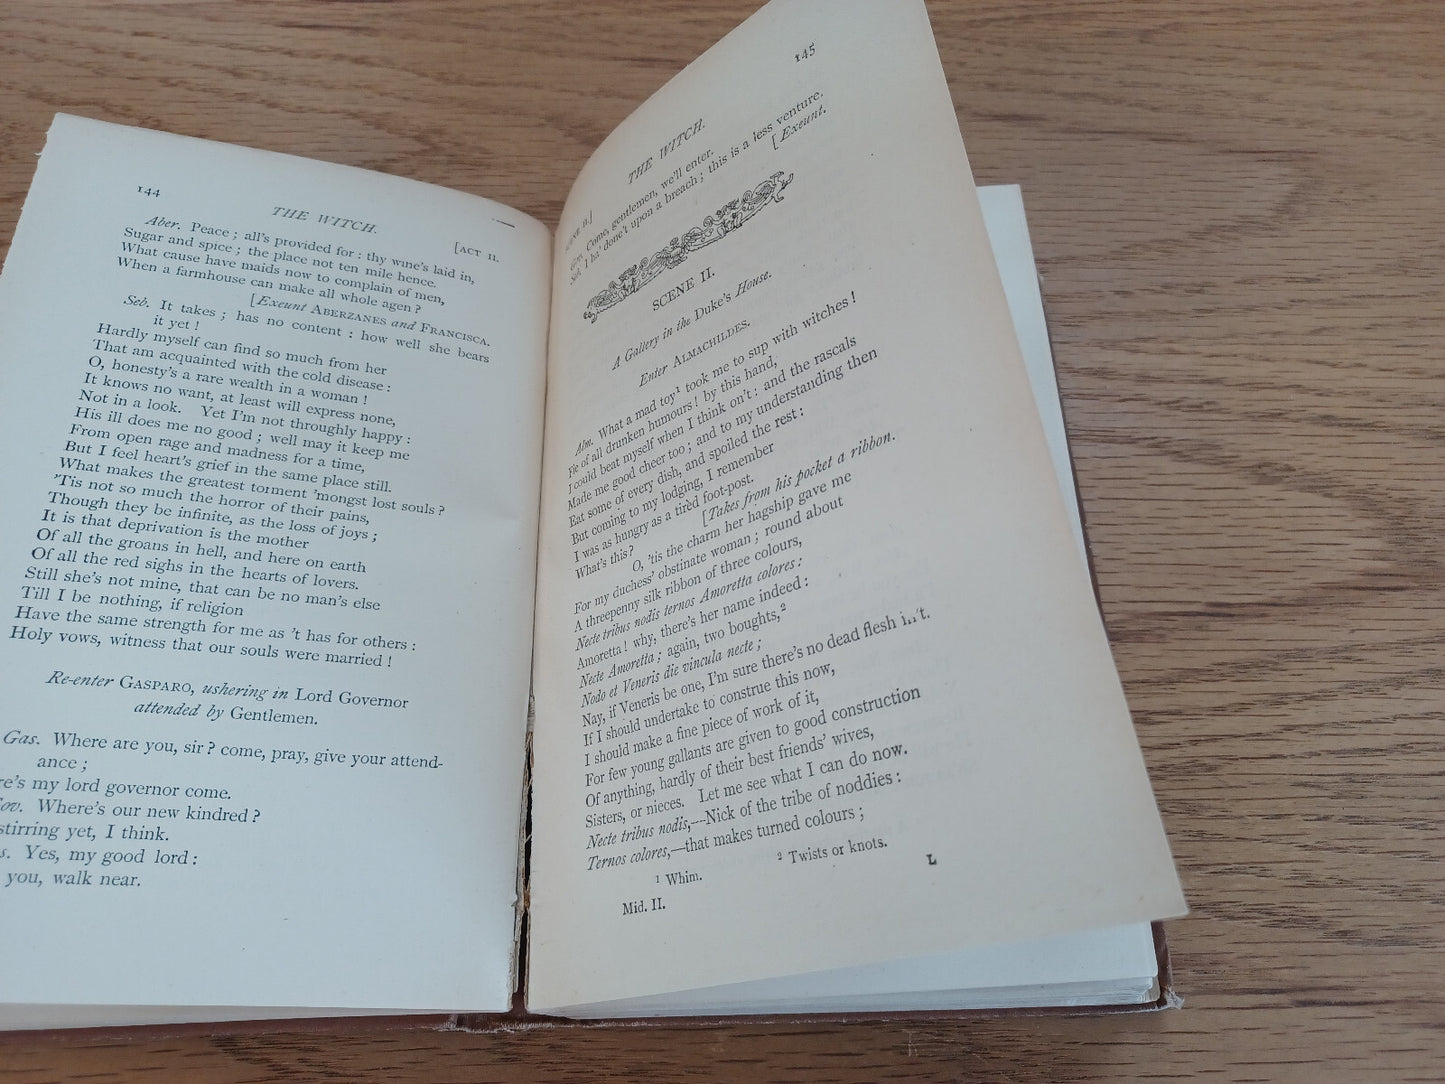 144
THE WITCH.
[ACT II.
Aber. Peace; all's provided for: thy wine's laid in,
Sugar and spice; the place not ten mile hence.
What cause have maids now to complain of men,
When a farmhouse can make all whole agen?
[Exeunt ABERZANES and FRANCISCA.
Seb. It takes; has no content: how well she bears
it yet!
Hardly myself can find so much from her
That am acquainted with the cold disease:
O, honesty's a rare wealth in a woman!
It knows no want, at least will express none,
Not in a look. Yet I'm not throughly happy:
His ill does me no good; well may it keep me
From open rage and madness for a time,
But I feel heart's grief in the same place still.
What makes the greatest torment 'mongst lost souls?
'Tis not so much the horror of their pains,
Though they be infinite, as the loss of joys;
It is that deprivation is the mother
Of all the groans in hell, and here on earth
Of all the red sighs in the hearts of lovers.
Still she's not mine, that can be no man's else
Till I be nothing, if religion
Have the same strength for me as 't has for others:
Holy vows, witness that our souls were married!
Re-enter GASPARO, ushering in Lord Governor
attended by Gentlemen.
Gas. Where are you, sir? come, pray, give your attend-
ance;
re's my lord governor come.
ov. Where's our new kindred?
stirring yet, I think.
s. Yes, my good lord:
you, walk near.
145
THE WITCH.
II.]
Gov. Come, gentlemen, we'll enter.
Seb. I ha' done't upon a breach; this is a less venture.
[Exeunt.
SCENE II.
A Gallery in the Duke's House.
Enter ALMACHILDES.
Alm. What a mad toy1 took me to sup with witches!
Fie of all drunken humours! by this hand,
I could beat myself when I think on't: and the rascals
Made me good cheer too; and to my understanding then
Eat some of every dish, and spoiled the rest:
But coming to my lodging, I remember
I was as hungry as a tirèd foot-post.
What's this? [Takes from his pocket a ribbon.
O, 'tis the charm her hagship gave me
For my duchess' obstinate woman; round about
A threepenny silk ribbon of three colours,
Necte tribus nodis ternos Amoretta colores:
Amoretta! why, there's her name indeed:
Necte Amoretta; again, two boughts,2
Nodo et Veneris die vincula necte;
Nay, if Veneris be one, I'm sure there's no dead flesh in't.
If I should undertake to construe this now,
I should make a fine piece of work of it,
For few young gallants are given to good construction
Of anything, hardly of their best friends' wives,
Sisters, or nieces. Let me see what I can do now.
Necte tribus nodis,—Nick of the tribe of noddies:
Ternos colores,—that makes turned colours;
1 Whim.
2 Twists or knots.
Mid. II.
L